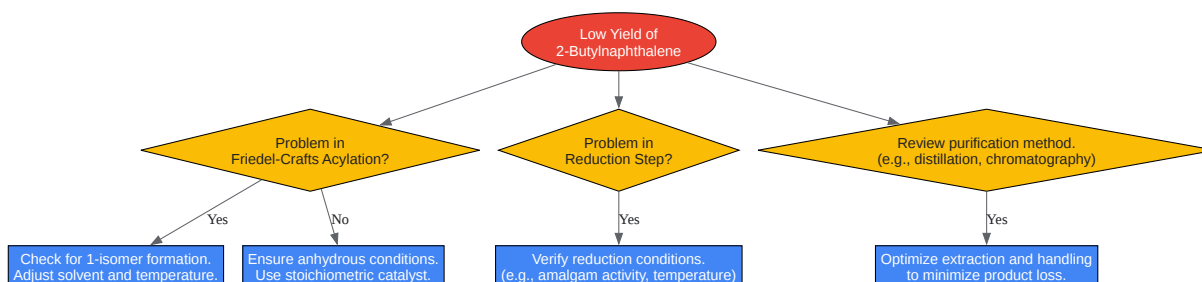 Low Yield of
2-Butylnaphthalene
Problem in
Friedel-Crafts Acylation?
Problem in
Reduction Step?
Review purification method.
(e.g., distillation, chromatography)
Yes
No
Yes
Yes
Check for 1-isomer formation.
Adjust solvent and temperature.
Ensure anhydrous conditions.
Use stoichiometric catalyst.
Verify reduction conditions.
(e.g., amalgam activity, temperature)
Optimize extraction and handling
to minimize product loss.